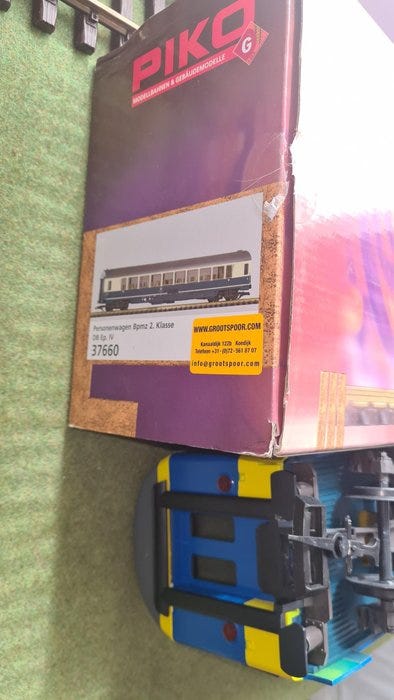 PIKO
G
MODELLBAHNEN & GEBÄUDEMODELLE
Personenwagen Bpmz 2. Klasse
DB Ep. IV
37660
WWW.GROOTSPOOR.COM
Kanaaldijk 122b Koedijk
Telefoon +31-(0)72-561 87 07
info@grootspoor.com